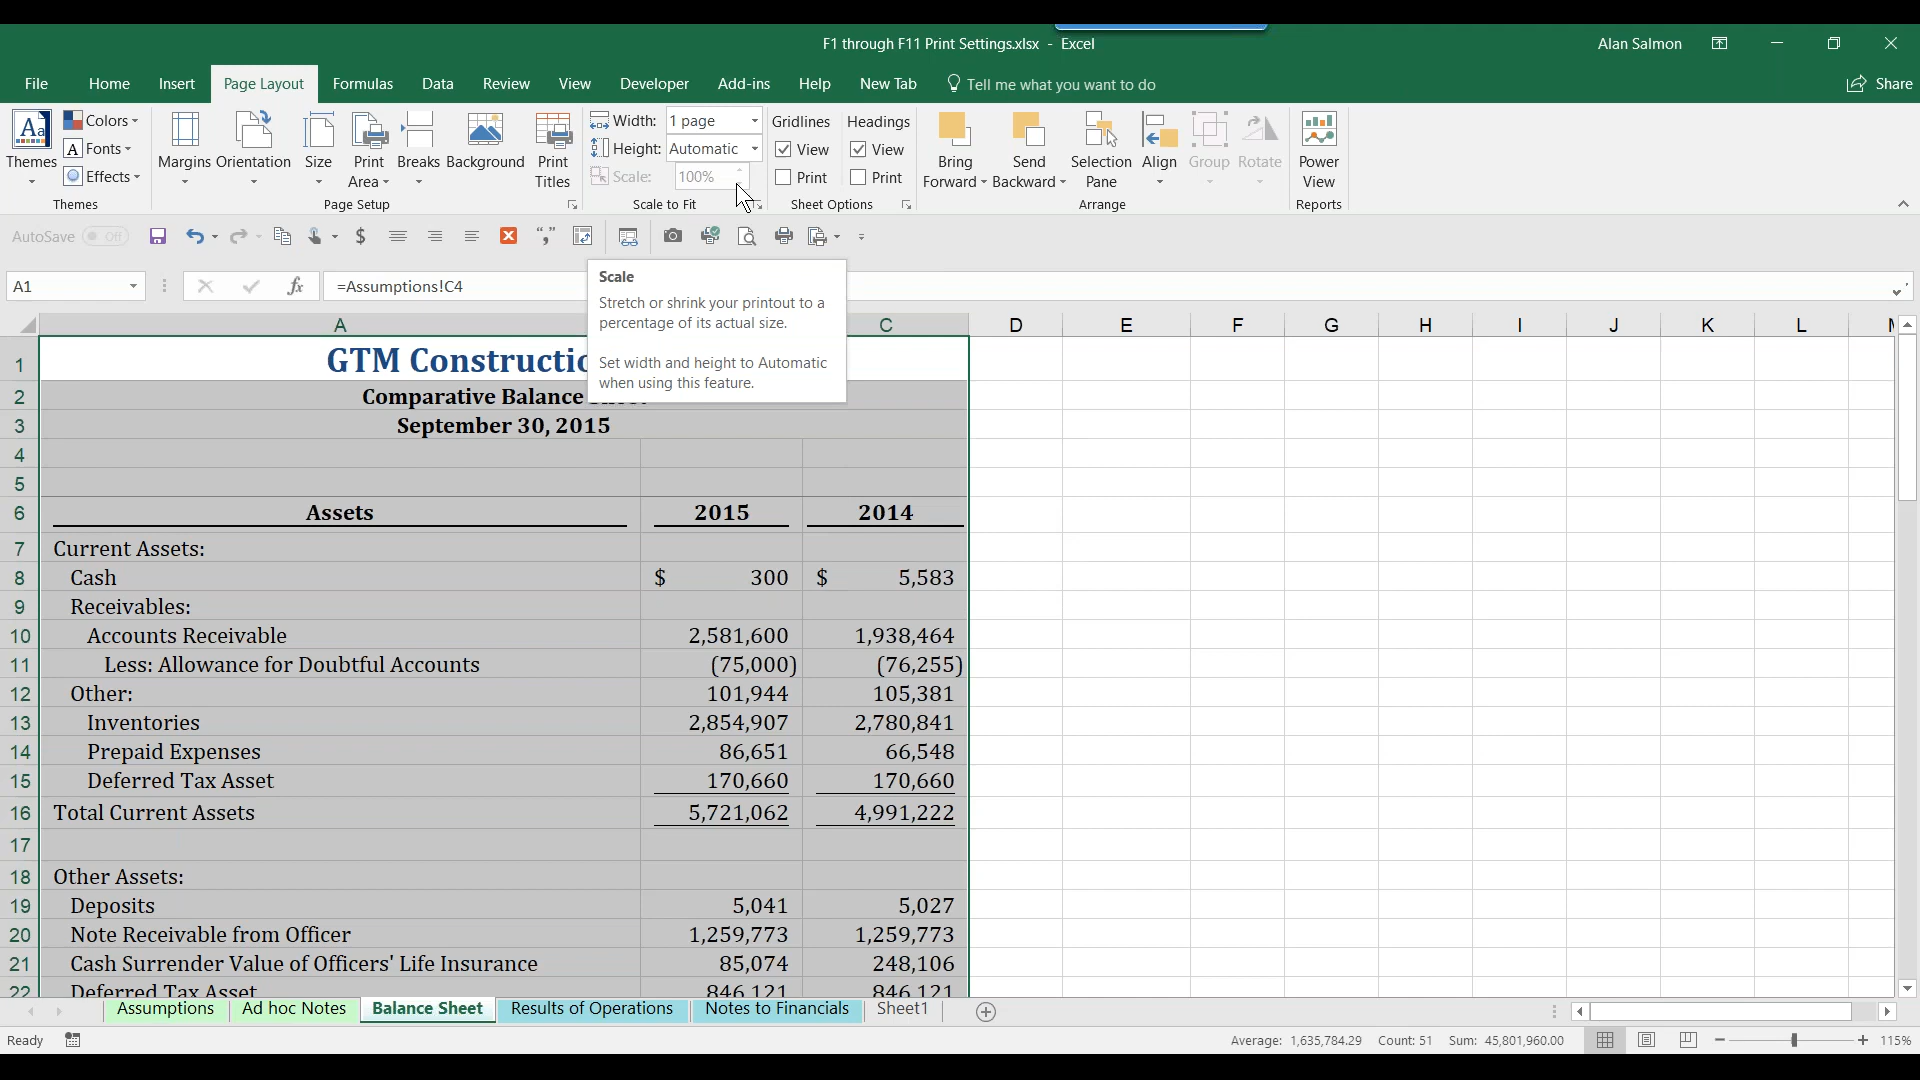 F1 through F11 Print Settings.xlsx - Excel
Alan Salmon
File Home Insert Page Layout Formulas Data Review View Developer Add-ins Help New Tab Tell me what you want to do Share
Themes
Colors
Fonts
Effects
Themes
Margins
Orientation
Size
Print
Area
Breaks
Background
Print
Titles
Page Setup
Width: 1 page
Height: Automatic
Scale: 100%
Scale to Fit
Gridlines Headings
View View
Print Print
Sheet Options
Bring
Forward
Send
Backward
Selection
Pane
Align
Group
Rotate
Arrange
Power
View
Reports
AutoSave Off
A1 fx =Assumptions!C4
Scale
Stretch or shrink your printout to a
percentage of its actual size.
Set width and height to Automatic
when using this feature.
A C D E F G H I J K L
1 GTM Constructio
2 Comparative Balance
3 September 30, 2015
4
5
6 Assets 2015 2014
7 Current Assets:
8 Cash $ 300 $ 5,583
9 Receivables:
10 Accounts Receivable 2,581,600 1,938,464
11 Less: Allowance for Doubtful Accounts (75,000) (76,255)
12 Other: 101,944 105,381
13 Inventories 2,854,907 2,780,841
14 Prepaid Expenses 86,651 66,548
15 Deferred Tax Asset 170,660 170,660
16 Total Current Assets 5,721,062 4,991,222
17
18 Other Assets:
19 Deposits 5,041 5,027
20 Note Receivable from Officer 1,259,773 1,259,773
21 Cash Surrender Value of Officers' Life Insurance 85,074 248,106
22 Deferred Tax Asset 846,121 846,121
Assumptions Ad hoc Notes Balance Sheet Results of Operations Notes to Financials Sheet1
Ready Average: 1,635,784.29 Count: 51 Sum: 45,801,960.00 115%